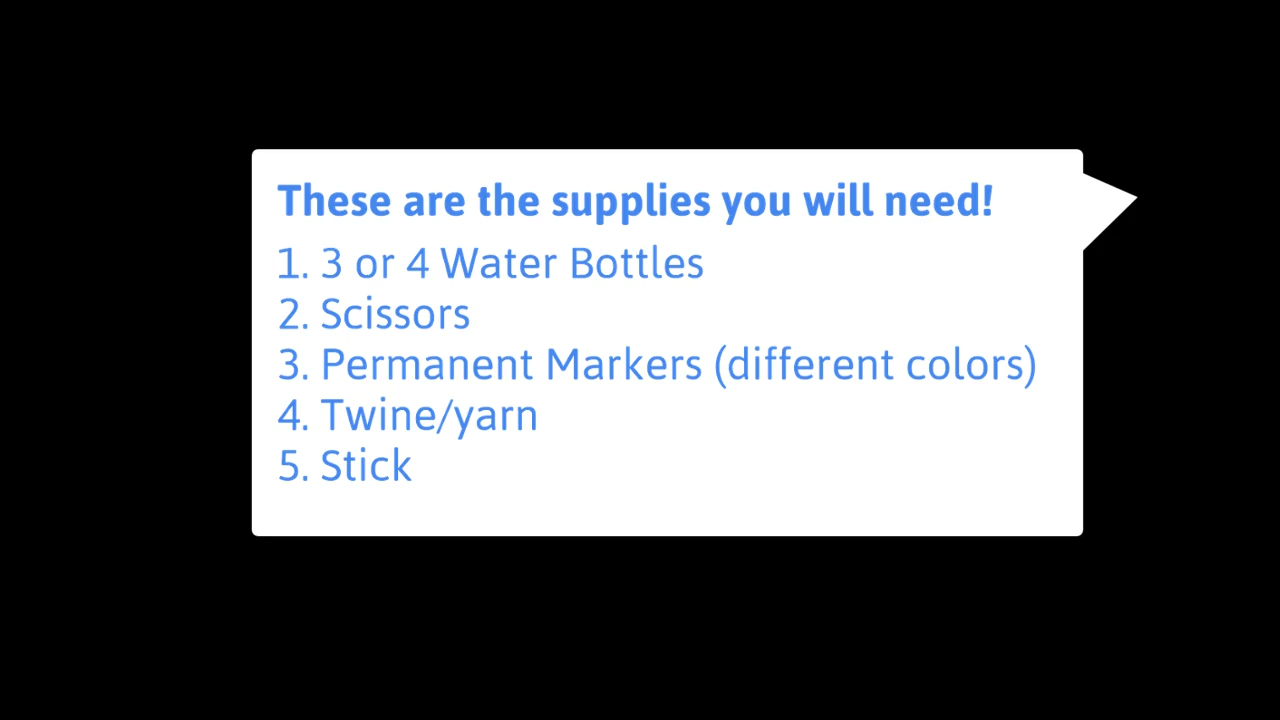 These are the supplies you will need!
1. 3 or 4 Water Bottles
2. Scissors
3. Permanent Markers (different colors)
4. Twine/yarn
5. Stick